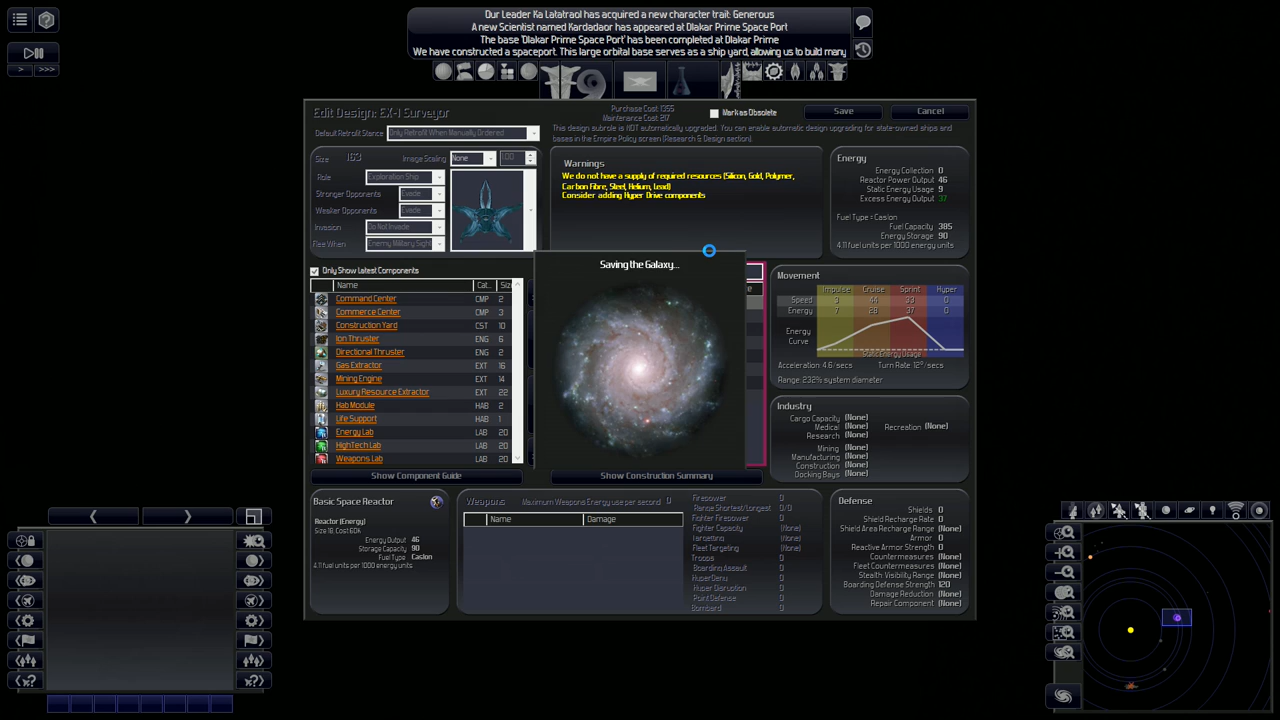 Our Leader Ka Latatraol has acquired a new character trait: Generous
A new Scientist named Kardadaor has appeared at Dlakar Prime Space Port
The base 'Dlakar Prime Space Port' has been completed at Dlakar Prime
We have constructed a spaceport. This large orbital base serves as a ship yard, allowing us to build many
Edit Design: EX-1 Surveyor
Purchase Cost 1355
Maintenance Cost 217
Mark as Obsolete
Save
Cancel
Default Retrofit Stance
Only Retrofit When Manually Ordered
This design subrole is NOT automatically upgraded. You can enable automatic design upgrading for state-owned ships and
bases in the Empire Policy screen (Research & Design section).
Size 163
Image Scaling None 100
Role Exploration Ship
Stronger Opponents Evade
Weaker Opponents Evade
Invasion Do Not Invade
Flee When Enemy Military Sight
Warnings
We do not have a supply of required resources (Silicon, Gold, Polymer,
Carbon Fibre, Steel, Helium, Lead)
Consider adding Hyper Drive components
Energy
Energy Collection 0
Reactor Power Output 46
Static Energy Usage 9
Excess Energy Output 37
Fuel Type = Caslon
Fuel Capacity 385
Energy Storage 90
4.11 fuel units per 1000 energy units
Only Show Latest Components
Name Cat. Siz
Command Center CMP 2
Commerce Center CMP 3
Construction Yard CST 10
Ion Thruster ENG 6
Directional Thruster ENG 2
Gas Extractor EXT 16
Mining Engine EXT 14
Luxury Resource Extractor EXT 22
Hab Module HAB 2
Life Support HAB 1
Energy Lab LAB 20
HighTech Lab LAB 20
Weapons Lab LAB 20
Show Component Guide
Saving the Galaxy...
Show Construction Summary
Movement
Impulse Cruise Sprint Hyper
Speed 3 44 33 0
Energy 7 28 37 0
Energy
Curve
Static Energy Usage
Acceleration 4.6/secs Turn Rate 12°/secs
Range: 232% system diameter
Industry
Cargo Capacity (None)
Medical (None)
Recreation (None)
Research (None)
Mining (None)
Manufacturing (None)
Construction (None)
Docking Bays (None)
Basic Space Reactor
Reactor (Energy)
Size 18, Cost 60K
Energy Output 46
Storage Capacity 90
Fuel Type Caslon
4.11 fuel units per 1000 energy units
Weapons Maximum Weapons Energy use per second 0
Name Damage
Firepower 0
Range Shortest/Longest 0/0
Fighter Firepower 0
Fighter Capacity (None)
Targetting (None)
Fleet Targetting (None)
Troops 0
Boarding Assault 0
HyperDeny 0
Hyper Disruption 0
Point Defense 0
Bombard 0
Defense
Shields 0
Shield Recharge Rate 0
Shield Area Recharge Range (None)
Armor 0
Reactive Armor Strength 0
Countermeasures (None)
Fleet Countermeasures (None)
Stealth Visibility Range (None)
Boarding Defense Strength 120
Damage Reduction (None)
Repair Component (None)